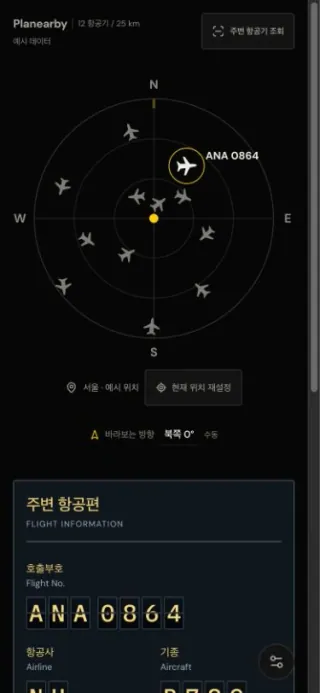 Planearby 12 항공기 / 25 km
예시 데이터
주변 항공기 조회
N
ANA 0864
W
E
S
서울 · 예시 위치
현재 위치 재설정
바라보는 방향 북쪽 0° 수동
주변 항공편
FLIGHT INFORMATION
호출부호
Flight No.
ANA 0864
항공사 기종
Airline Aircraft